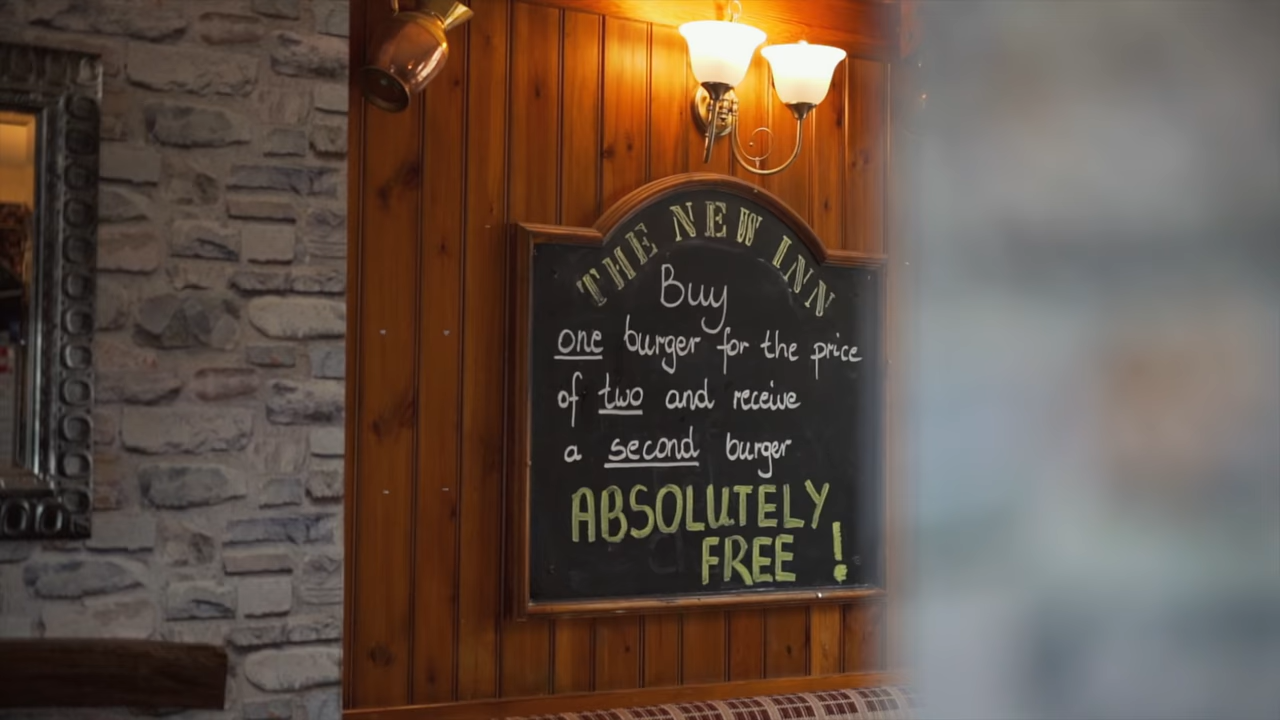 THE NEW INN
Buy
one burger for the price
of two and receive
a second burger
ABSOLUTELY
FREE !